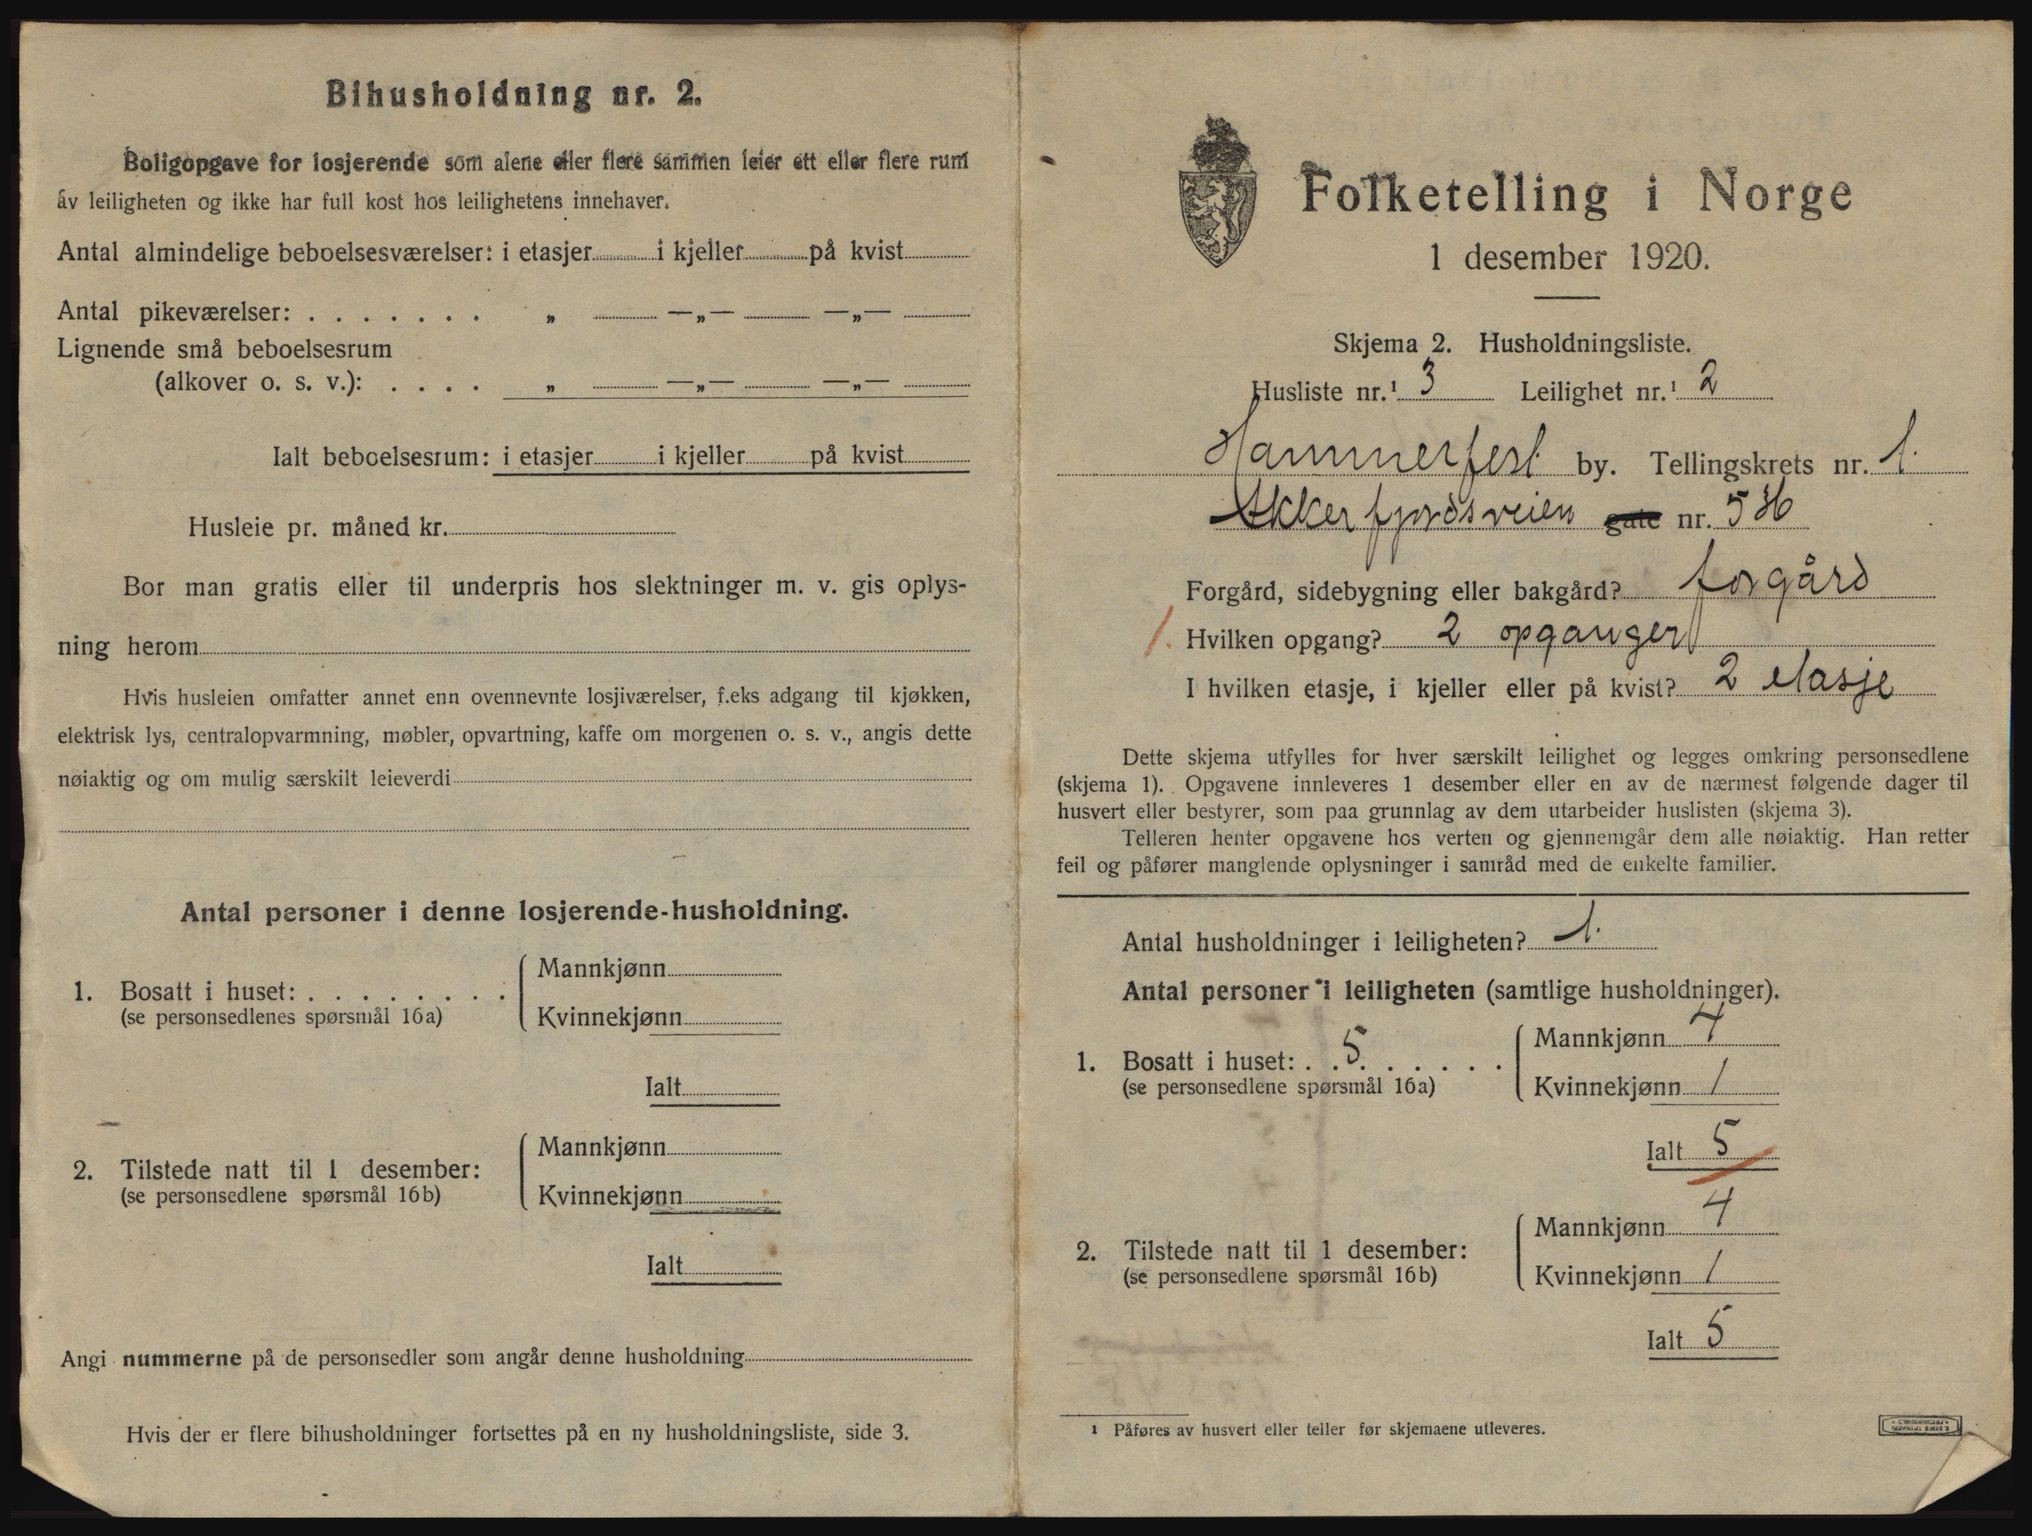 Bihusholdning nr. 2.
Boligopgave for losjerende som alene eller flere sammen leier ett eller flere rum
av leiligheten og ikke har full kost hos leilighetens innehaver.
Antal almindelige beboelsesværelser: i etasjer i kjeller på kvist
Antal pikeværelser: . . . . . . . „ —„— —„—
Lignende små beboelsesrum
(alkover o. s. v.): . . . . „ —„— —„—
Ialt beboelsesrum: i etasjer i kjeller på kvist
Husleie pr. måned kr.
Bor man gratis eller til underpris hos slektninger m. v. gis oplys-
ning herom
Hvis husleien omfatter annet enn ovennevnte losjiværelser, f.eks adgang til kjøkken,
elektrisk lys, centralopvarmning, møbler, opvartning, kaffe om morgenen o. s. v., angis dette
nøiaktig og om mulig særskilt leieverdi
Antal personer i denne losjerende-husholdning.
1. Bosatt i huset: . . . . . . . .
(se personsedlenes spørsmål 16a)
Mannkjønn
Kvinnekjønn
Ialt
2. Tilstede natt til 1 desember:
(se personsedlene spørsmål 16b)
Mannkjønn
Kvinnekjønn
Ialt
Angi nummerne på de personsedler som angår denne husholdning
Hvis der er flere bihusholdninger fortsettes på en ny husholdningsliste, side 3.
Folketelling i Norge
1 desember 1920.
Skjema 2. Husholdningsliste.
Husliste nr.¹ 3 Leilighet nr.¹ 2
Hammerfest by. Tellingskrets nr. 1.
Akkerfjordsveien gate nr. 536
Forgård, sidebygning eller bakgård? forgård
1. Hvilken opgang? 2 opganger
I hvilken etasje, i kjeller eller på kvist? 2 etasje
Dette skjema utfylles for hver særskilt leilighet og legges omkring personsedlene
(skjema 1). Opgavene innleveres 1 desember eller en av de nærmest følgende dager til
husvert eller bestyrer, som paa grunnlag av dem utarbeider huslisten (skjema 3).
Telleren henter opgavene hos verten og gjennemgår dem alle nøiaktig. Han retter
feil og påfører manglende oplysninger i samråd med de enkelte familier.
Antal husholdninger i leiligheten? 1.
Antal personer i leiligheten (samtlige husholdninger).
1. Bosatt i huset: . . 5 . . . . . .
(se personsedlene spørsmål 16a)
Mannkjønn 4
Kvinnekjønn 1
Ialt 5
2. Tilstede natt til 1 desember:
(se personsedlene spørsmål 16b)
Mannkjønn 4
Kvinnekjønn 1
Ialt 5
¹ Påføres av husvert eller teller før skjemaene utleveres.